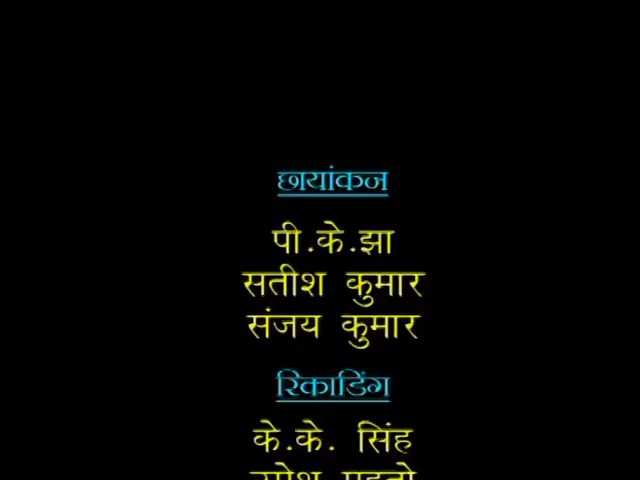 छायांकन
पी.के.झा
सतीश कुमार
संजय कुमार
रिकाडिंग
के.के. सिंह